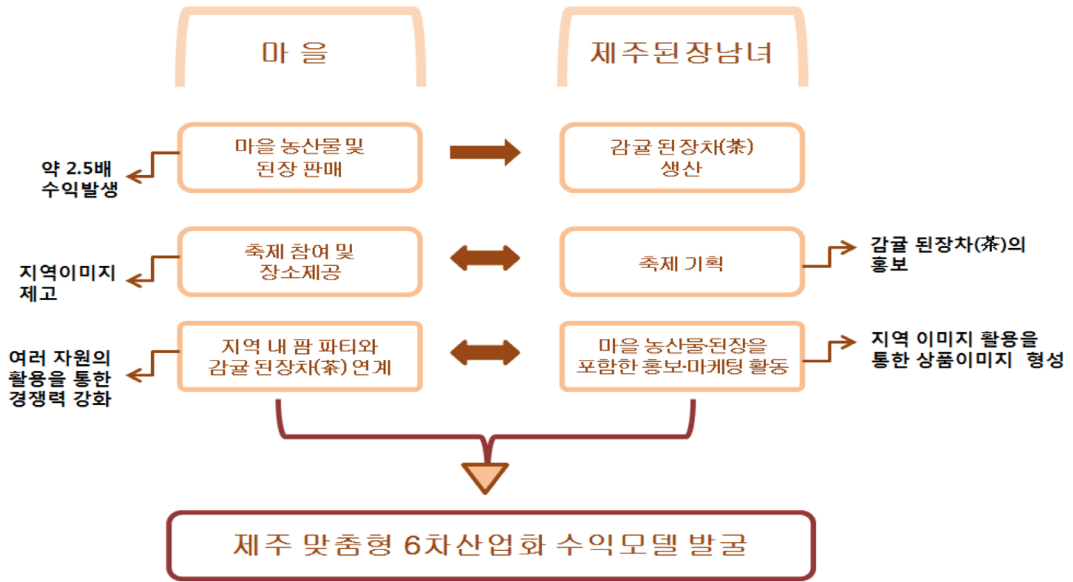 마 을
제주된장남녀
약 2.5배
수익발생
마을 농산물 및
된장 판매
감귤 된장차(茶)
생산
지역이미지
제고
축제 참여 및
장소제공
축제 기획
감귤 된장차(茶)의
홍보
여러 자원의
활용을 통한
경쟁력 강화
지역 내 팜 파티와
감귤 된장차(茶) 연계
마을 농산물·된장을
포함한 홍보·마케팅 활동
지역 이미지 활용을
통한 상품이미지 형성
제주 맞춤형 6차산업화 수익모델 발굴